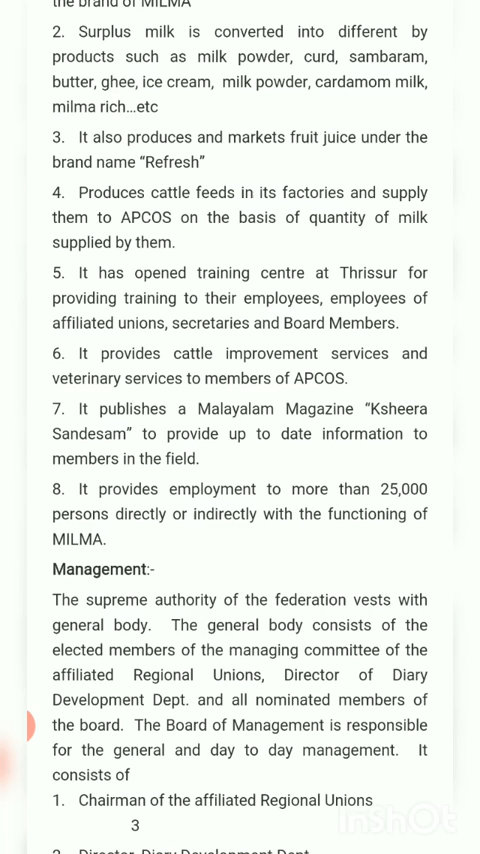 the brand of MILMA
2. Surplus milk is converted into different by
products such as milk powder, curd, sambaram,
butter, ghee, ice cream, milk powder, cardamom milk,
milma rich...etc
3. It also produces and markets fruit juice under the
brand name “Refresh”
4. Produces cattle feeds in its factories and supply
them to APCOS on the basis of quantity of milk
supplied by them.
5. It has opened training centre at Thrissur for
providing training to their employees, employees of
affiliated unions, secretaries and Board Members.
6. It provides cattle improvement services and
veterinary services to members of APCOS.
7. It publishes a Malayalam Magazine “Ksheera
Sandesam” to provide up to date information to
members in the field.
8. It provides employment to more than 25,000
persons directly or indirectly with the functioning of
MILMA.
Management:-
The supreme authority of the federation vests with
general body. The general body consists of the
elected members of the managing committee of the
affiliated Regional Unions, Director of Diary
Development Dept. and all nominated members of
the board. The Board of Management is responsible
for the general and day to day management. It
consists of
1. Chairman of the affiliated Regional Unions
3
2. Director, Diary Development Dept
InShOt